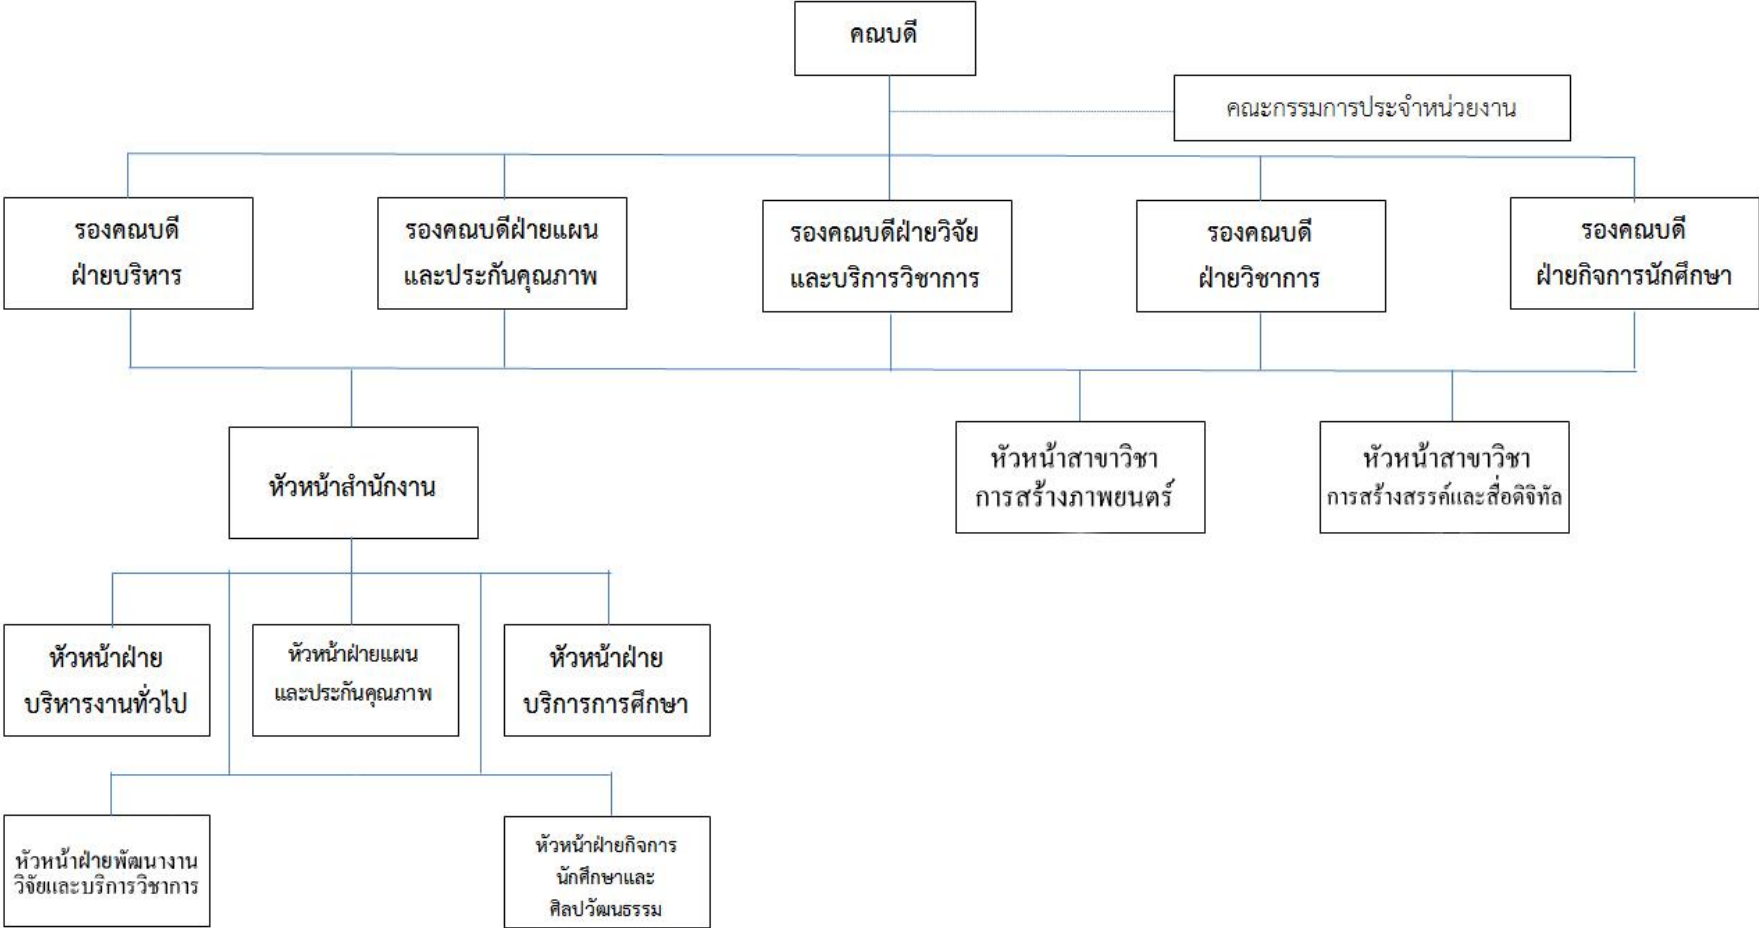 คณบดี
คณะกรรมการประจำหน่วยงาน
รองคณบดี
ฝ่ายบริหาร
รองคณบดีฝ่ายแผน
และประกันคุณภาพ
รองคณบดีฝ่ายวิจัย
และบริการวิชาการ
รองคณบดี
ฝ่ายวิชาการ
รองคณบดี
ฝ่ายกิจการนักศึกษา
หัวหน้าสำนักงาน
หัวหน้าสาขาวิชา
การสร้างภาพยนตร์
หัวหน้าสาขาวิชา
การสร้างสรรค์และสื่อดิจิทัล
หัวหน้าฝ่าย
บริหารงานทั่วไป
หัวหน้าฝ่ายแผน
และประกันคุณภาพ
หัวหน้าฝ่าย
บริการการศึกษา
หัวหน้าฝ่ายพัฒนางาน
วิจัยและบริการวิชาการ
หัวหน้าฝ่ายกิจการ
นักศึกษาและ
ศิลปวัฒนธรรม